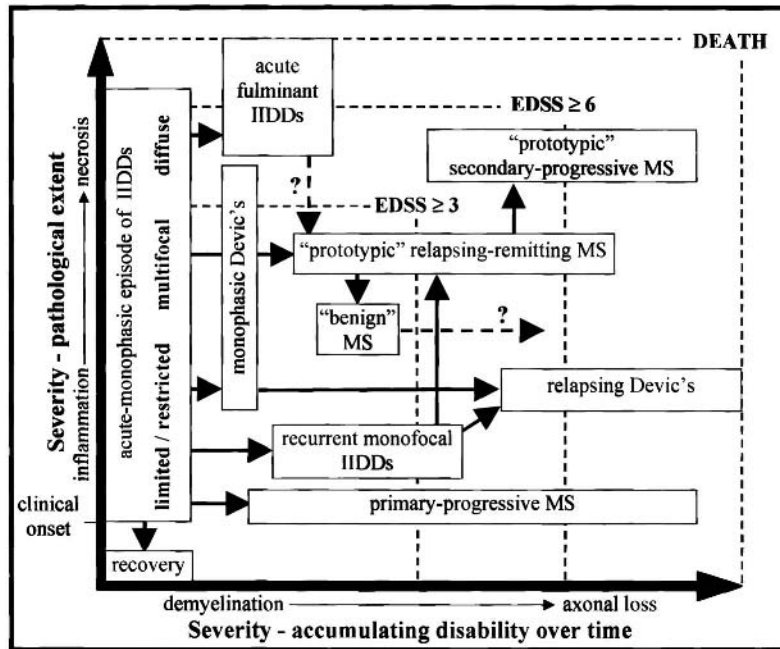 DEATH
acute
fulminant
IIDDs
EDSS ≥ 6
"prototypic"
secondary-progressive MS
?
EDSS ≥ 3
"prototypic" relapsing-remitting MS
"benign"
MS
?
monophasic Devic's
relapsing Devic's
recurrent monofocal
IIDDs
primary-progressive MS
acute-monophasic episode of IIDDs
limited / restricted multifocal diffuse
recovery
clinical
onset
Severity - pathological extent
inflammation necrosis
demyelination axonal loss
Severity - accumulating disability over time